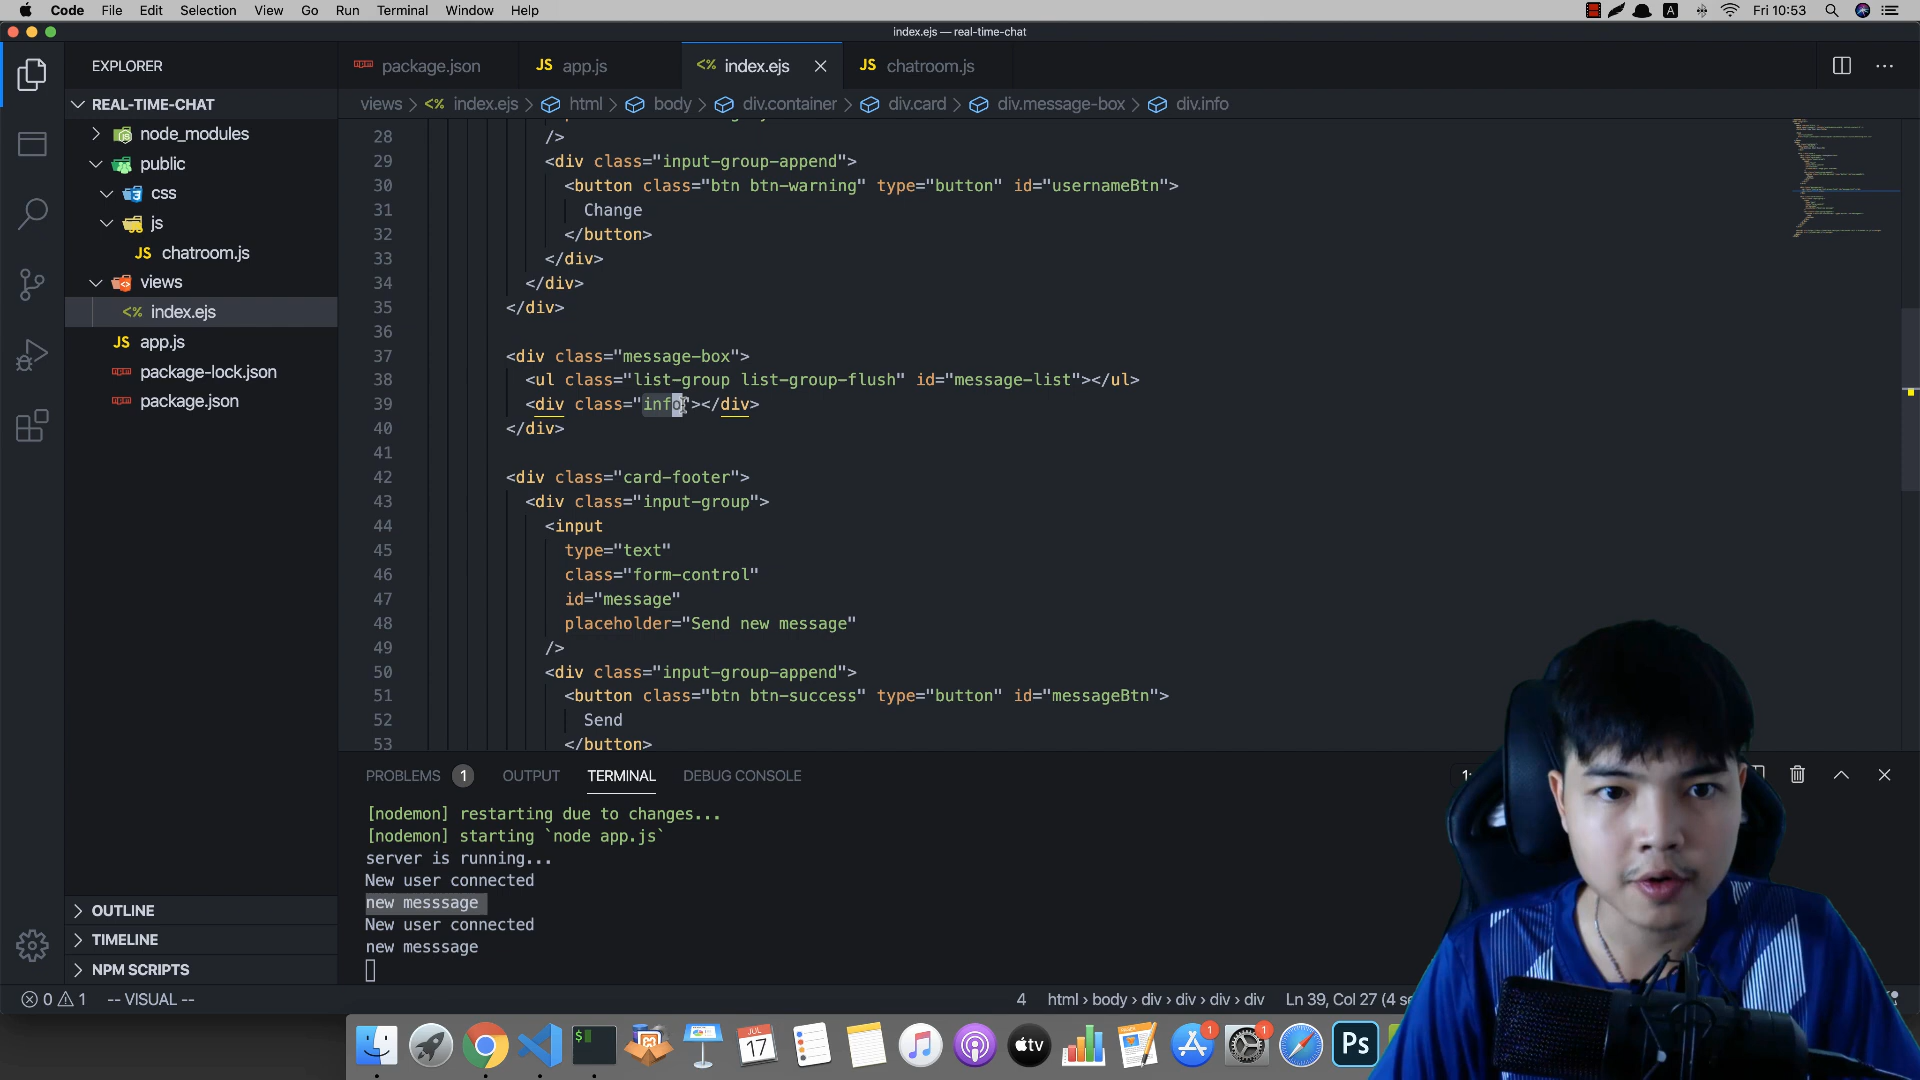 Code File Edit Selection View Go Run Terminal Window Help
A Fri 10:53
index.ejs — real-time-chat
EXPLORER
package.json
JS app.js
<% index.ejs
JS chatroom.js
REAL-TIME-CHAT
views > <% index.ejs > html > body > div.container > div.card > div.message-box > div.info
node_modules
public
css
js
JS chatroom.js
views
<% index.ejs
JS app.js
package-lock.json
package.json
28 />
29 <div class="input-group-append">
30 <button class="btn btn-warning" type="button" id="usernameBtn">
31 Change
32 </button>
33 </div>
34 </div>
35 </div>
36
37 <div class="message-box">
38 <ul class="list-group list-group-flush" id="message-list"></ul>
39 <div class="info"></div>
40 </div>
41
42 <div class="card-footer">
43 <div class="input-group">
44 <input
45 type="text"
46 class="form-control"
47 id="message"
48 placeholder="Send new message"
49 />
50 <div class="input-group-append">
51 <button class="btn btn-success" type="button" id="messageBtn">
52 Send
53 </button>
PROBLEMS 1 OUTPUT TERMINAL DEBUG CONSOLE
1:
[nodemon] restarting due to changes...
[nodemon] starting `node app.js`
server is running...
New user connected
new messsage
New user connected
new messsage
OUTLINE
TIMELINE
NPM SCRIPTS
0 1 -- VISUAL --
4 html > body > div > div > div > div Ln 39, Col 27 (4 se
$
JUL
17
tv
1
1
Ps